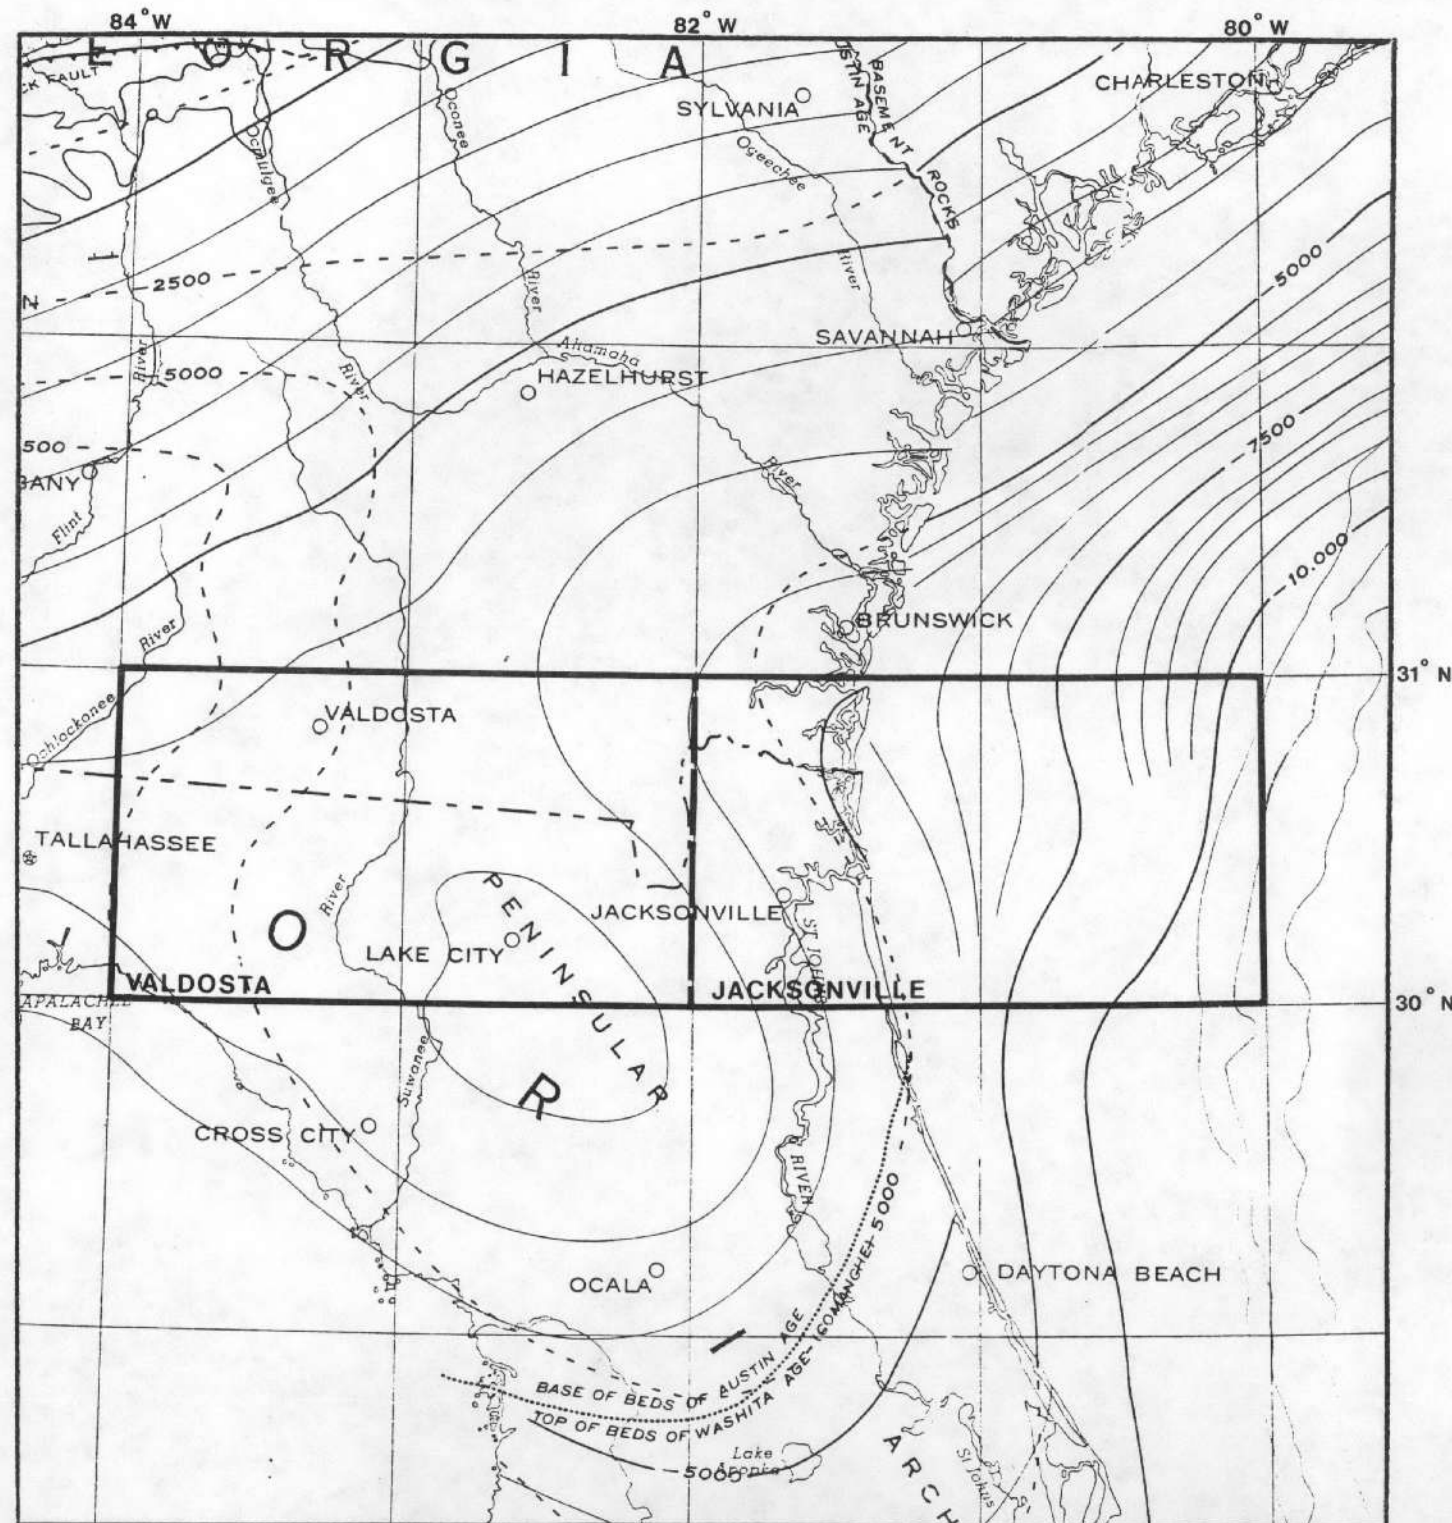 84°W
82°W
80°W
E O R G I A
CK FAULT
Ocmulgee
Oconee
SYLVANIA
Ogeechee
AUSTIN AGE
BASEMENT ROCKS
CHARLESTON
2500
N
River
River
5000
SAVANNAH
River
5000
River
Altamaha
HAZELHURST
500
BANY
Flint
River
7500
10.000
River
BRUNSWICK
31°N
Ochlockonee
VALDOSTA
TALLAHASSEE
River
O
PENINSULAR
JACKSONVILLE
LAKE CITY
ST JOHNS
VALDOSTA
JACKSONVILLE
30°N
APALACHEE
BAY
Suwanee
R
CROSS CITY
RIVER
5000
OCALA
DAYTONA BEACH
BASE OF BEDS OF AUSTIN AGE
TOP OF BEDS OF WASHITA AGE
Lake
5000
ARCH
St Johns